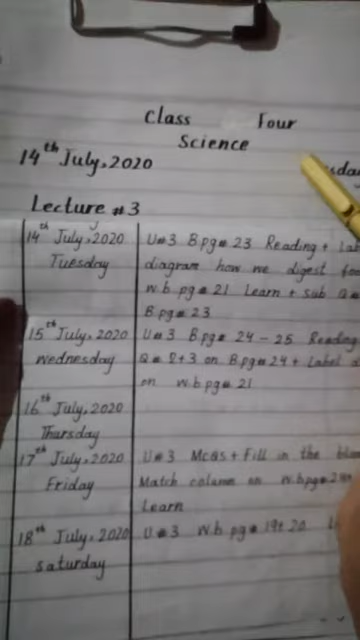 Class Four
Science
14th July, 2020
Lecture #3
14th July, 2020
Tuesday
U#3 B.pg# 23 Reading + Lab
diagram how we digest foo
w.b pg# 21 Learn + Sub Q#
B.pg# 23
15th July, 2020
Wednesday
U#3 B.pg# 24 - 25 Reading
Q# 2+3 on B.pg#24 + Label
on w.b pg# 21
16th July, 2020
Thursday
17th July, 2020
Friday
U#3 Mcqs + Fill in the bla
Match column on w.b pg#
Learn
18th July, 2020
Saturday
U#3 w.b pg# 19+ 20